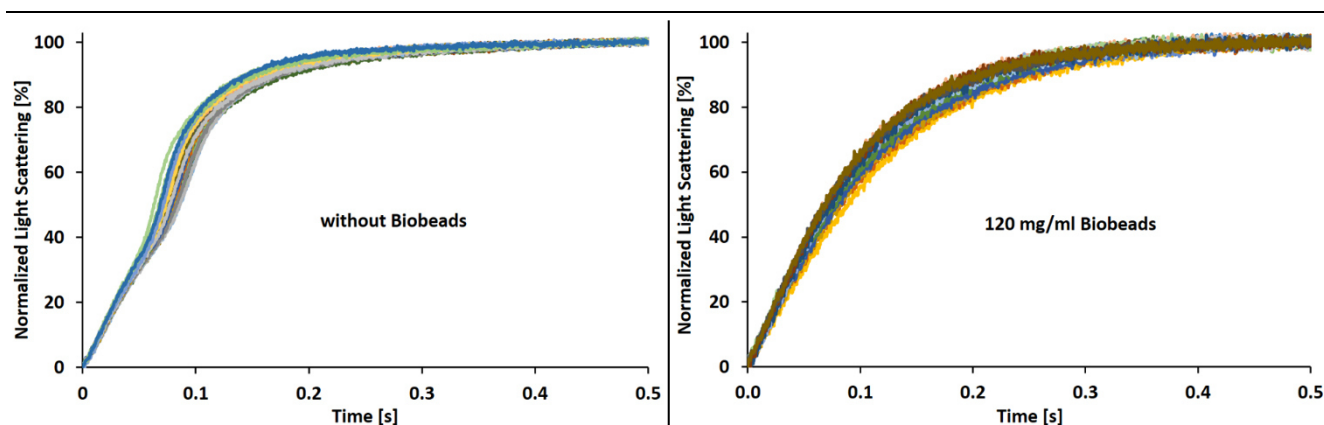 Normalized Light Scattering [%]
100
80
60
40
20
0
without Biobeads
0 0.1 0.2 0.3 0.4 0.5
Time [s]
Normalized Light Scattering [%]
100
80
60
40
20
0
120 mg/ml Biobeads
0.0 0.1 0.2 0.3 0.4 0.5
Time [s]